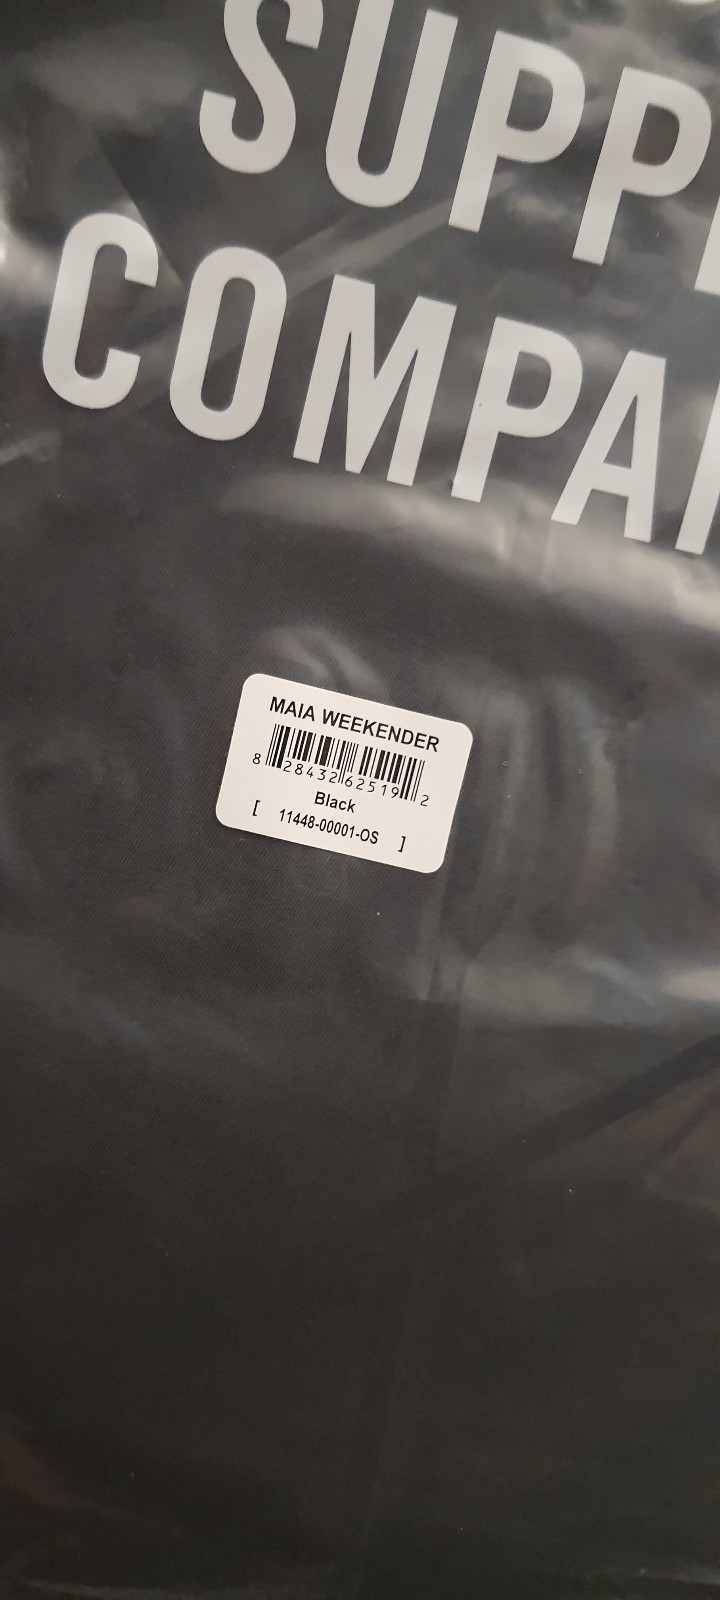 SUPP
COMPA
MAIA WEEKENDER
8 28432 62519 2
Black
[ 11448-00001-OS ]